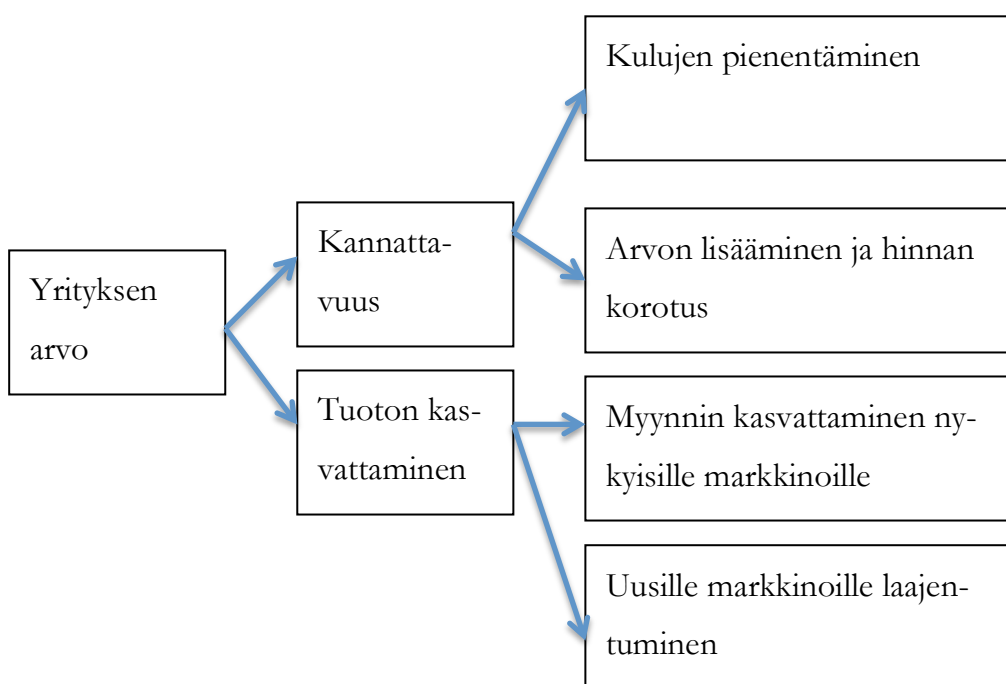 Yrityksen
arvo
Kannatta-
vuus
Tuoton kas-
vattaminen
Kulujen pienentäminen
Arvon lisääminen ja hinnan
korotus
Myynnin kasvattaminen ny-
kyisille markkinoille
Uusille markkinoille laajen-
tuminen